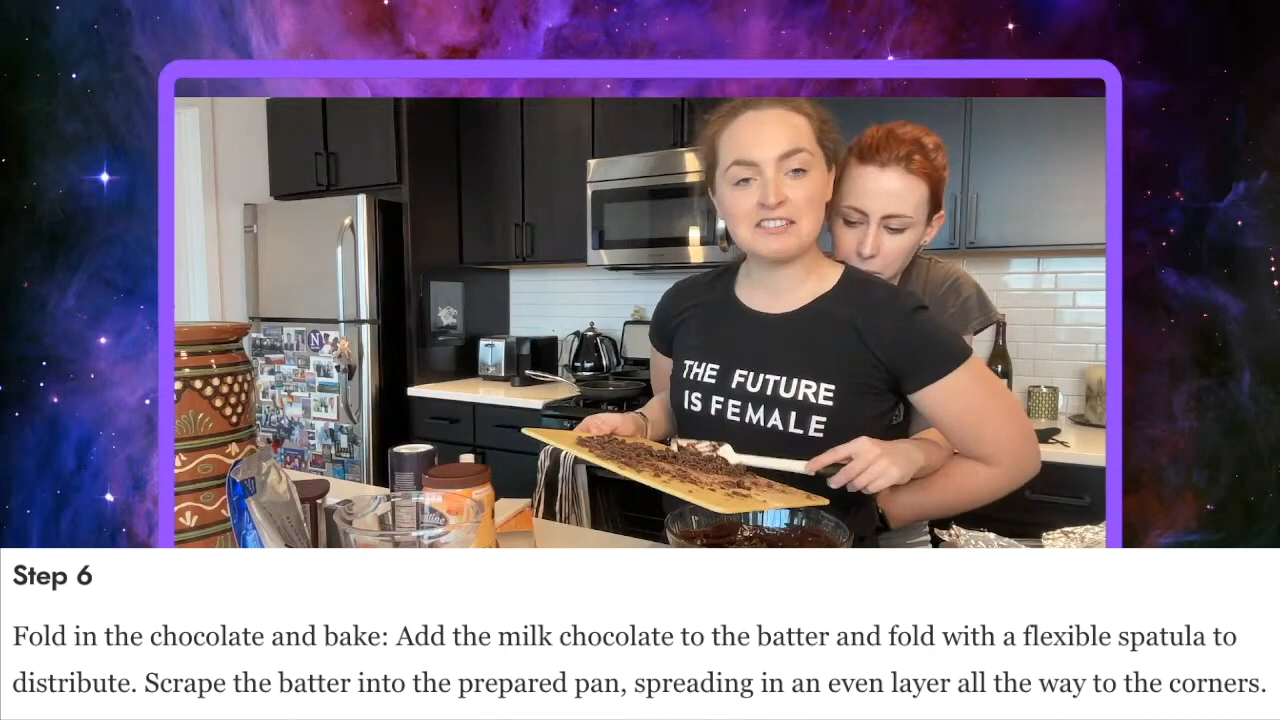 N
THE FUTURE
IS FEMALE
Step 6
Fold in the chocolate and bake: Add the milk chocolate to the batter and fold with a flexible spatula to
distribute. Scrape the batter into the prepared pan, spreading in an even layer all the way to the corners.